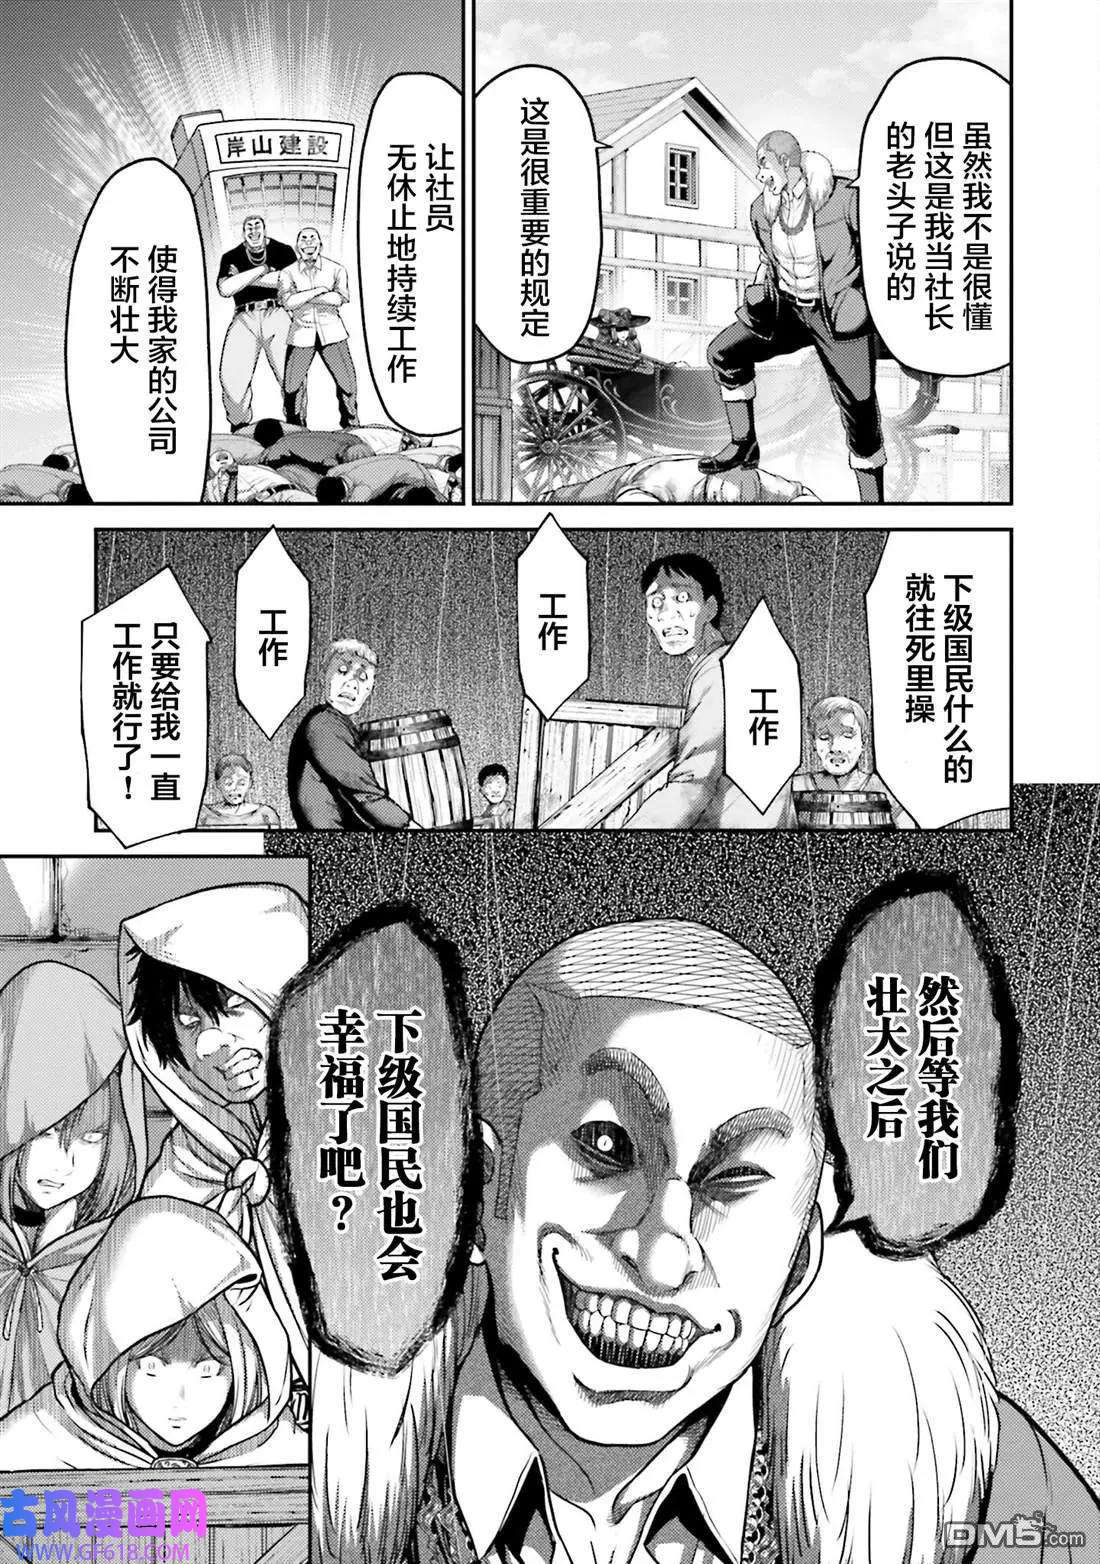 虽然我不是很懂
但这是我当社长
的老头子说的
这是很重要的规定
让社员
无休止地持续工作
岸山建設
使得我家的公司
不断壮大
下级国民什么的
就往死里操
工作
工作
工作
只要给我一直
工作就行了！
然后等我们
壮大之后
下级国民也会
幸福了吧？
古风漫画网
WWW.GF618.COM
DM5.com